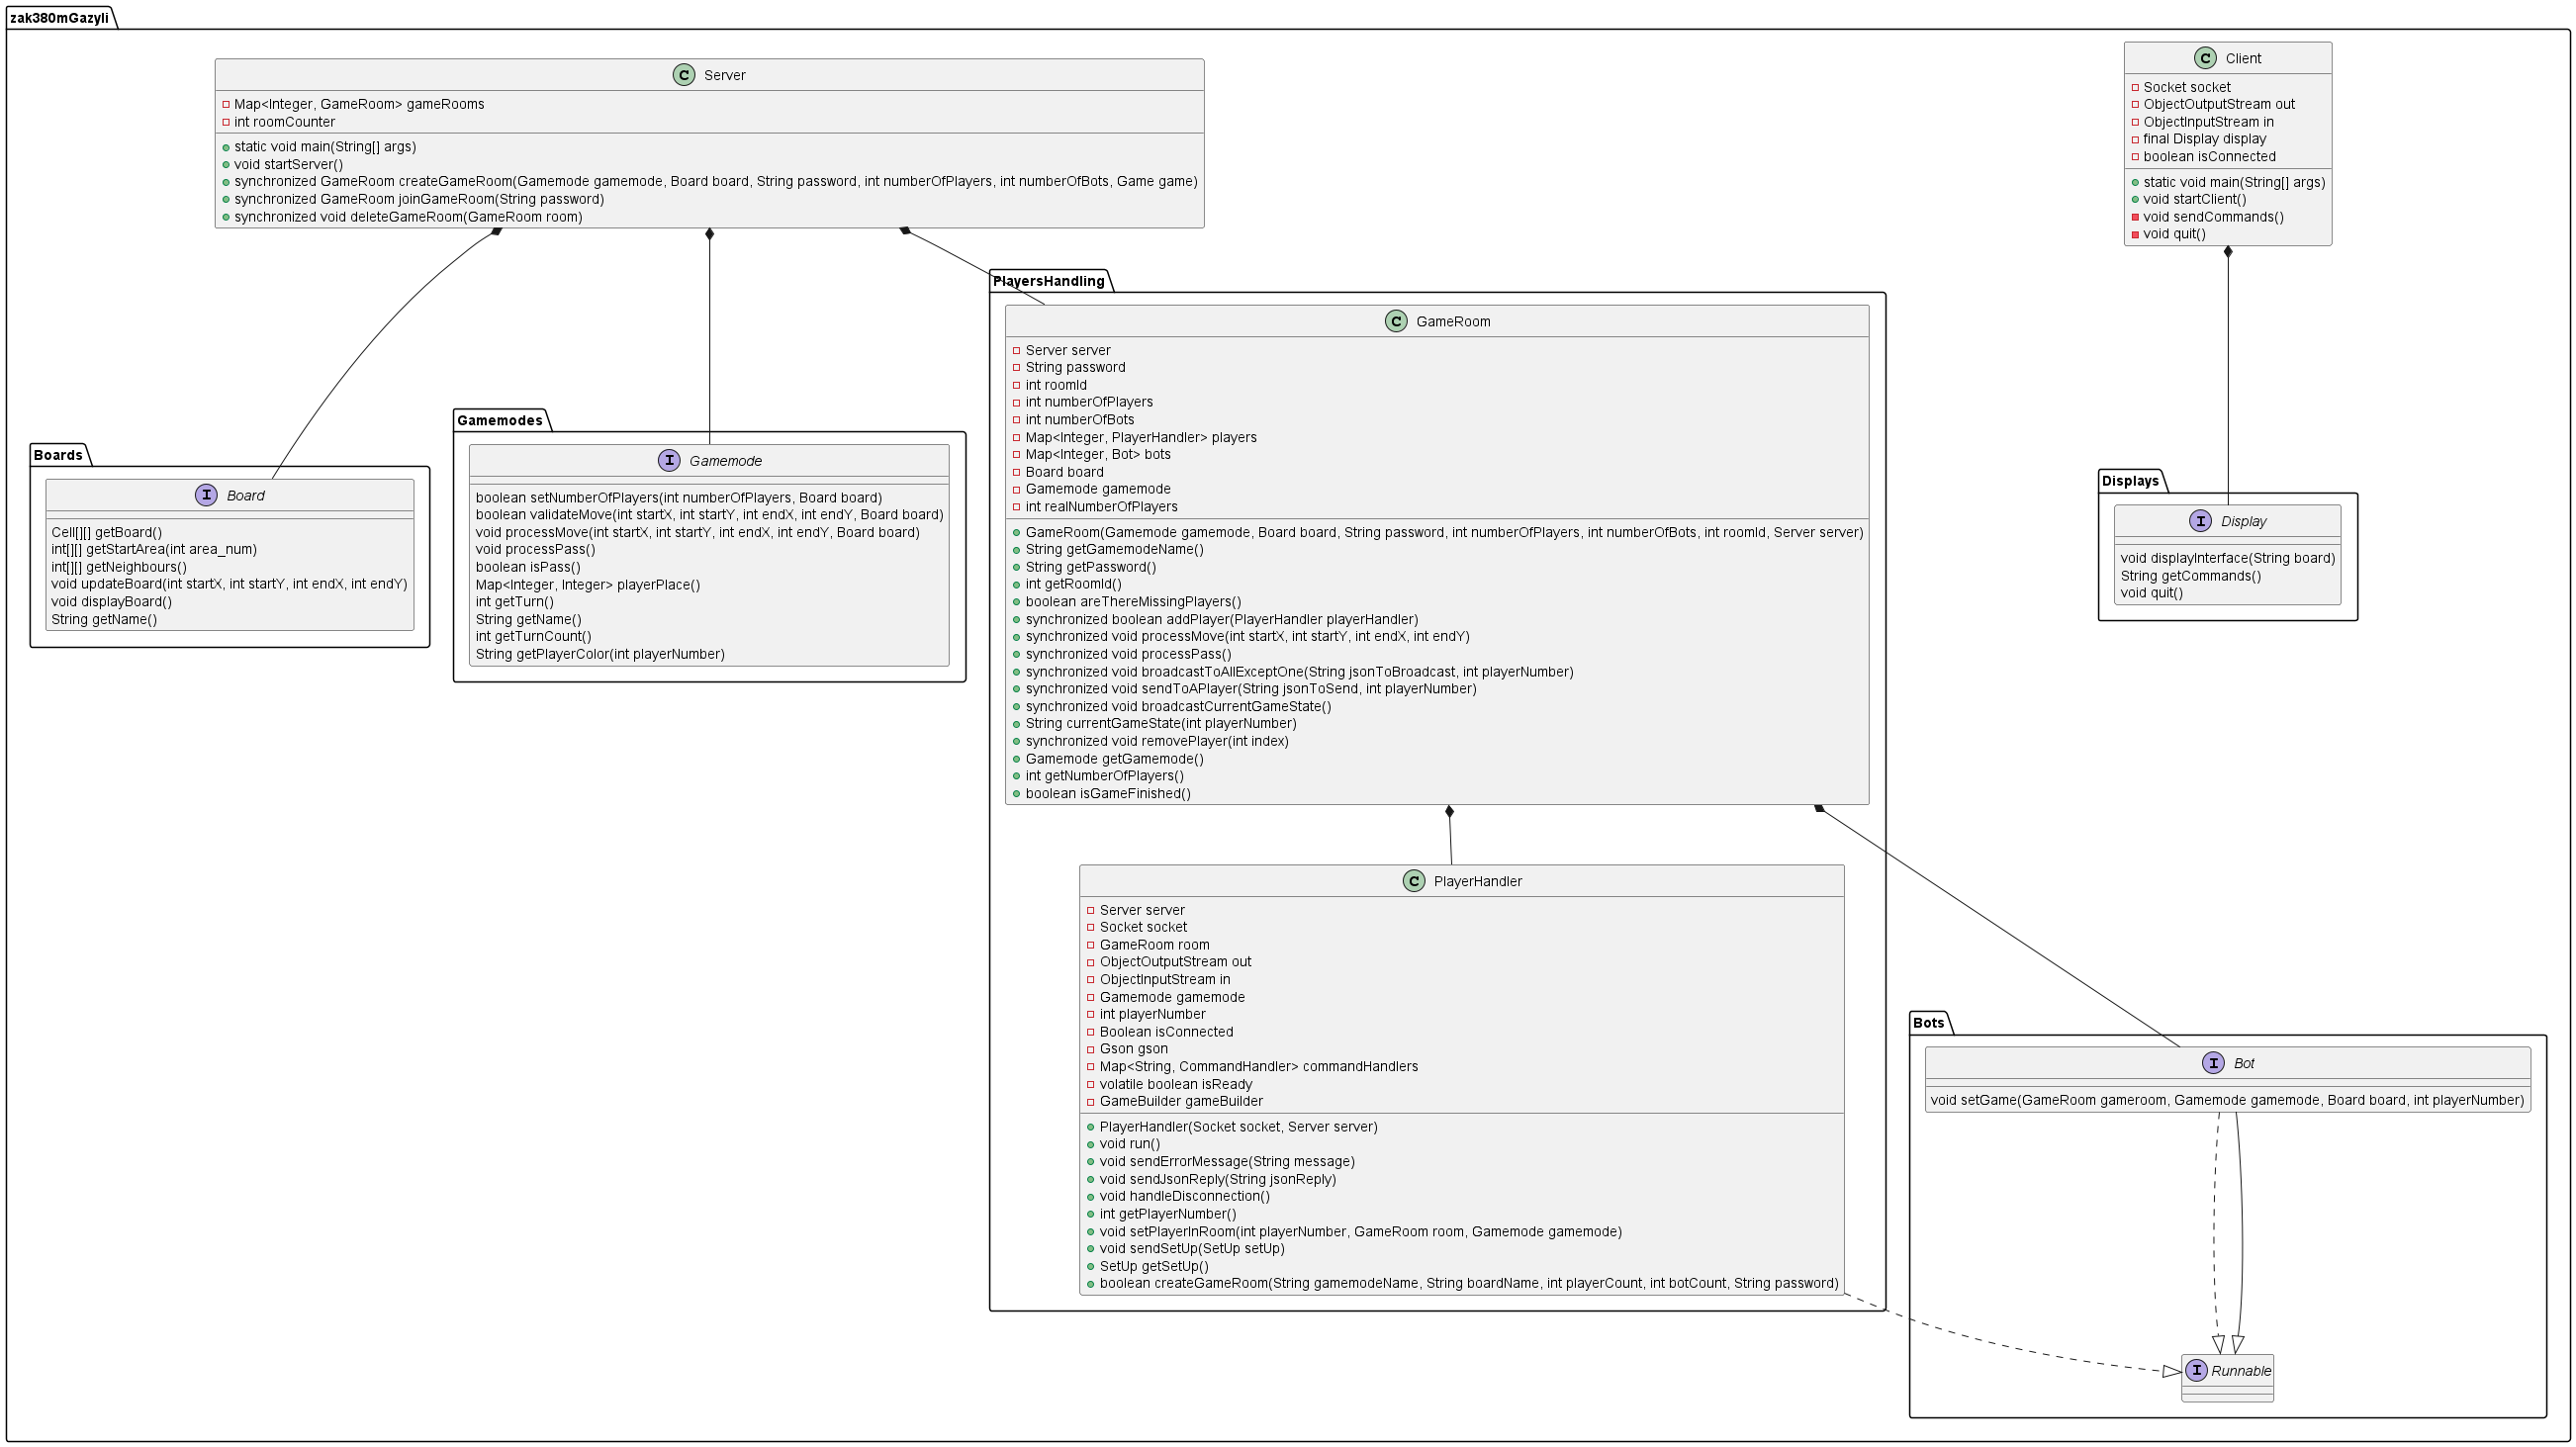 zak380mGazyli
C Server
Map<Integer, GameRoom> gameRooms
int roomCounter
static void main(String[] args)
void startServer()
synchronized GameRoom createGameRoom(Gamemode gamemode, Board board, String password, int numberOfPlayers, int numberOfBots, Game game)
synchronized GameRoom joinGameRoom(String password)
synchronized void deleteGameRoom(GameRoom room)
C Client
Socket socket
ObjectOutputStream out
ObjectInputStream in
final Display display
boolean isConnected
static void main(String[] args)
void startClient()
void sendCommands()
void quit()
Boards
I Board
Cell[][] getBoard()
int[][] getStartArea(int area_num)
int[][] getNeighbours()
void updateBoard(int startX, int startY, int endX, int endY)
void displayBoard()
String getName()
Gamemodes
I Gamemode
boolean setNumberOfPlayers(int numberOfPlayers, Board board)
boolean validateMove(int startX, int startY, int endX, int endY, Board board)
void processMove(int startX, int startY, int endX, int endY, Board board)
void processPass()
boolean isPass()
Map<Integer, Integer> playerPlace()
int getTurn()
String getName()
int getTurnCount()
String getPlayerColor(int playerNumber)
PlayersHandling
C GameRoom
Server server
String password
int roomId
int numberOfPlayers
int numberOfBots
Map<Integer, PlayerHandler> players
Map<Integer, Bot> bots
Board board
Gamemode gamemode
int realNumberOfPlayers
GameRoom(Gamemode gamemode, Board board, String password, int numberOfPlayers, int numberOfBots, int roomId, Server server)
String getGamemodeName()
String getPassword()
int getRoomId()
boolean areThereMissingPlayers()
synchronized boolean addPlayer(PlayerHandler playerHandler)
synchronized void processMove(int startX, int startY, int endX, int endY)
synchronized void processPass()
synchronized void broadcastToAllExceptOne(String jsonToBroadcast, int playerNumber)
synchronized void sendToAPlayer(String jsonToSend, int playerNumber)
synchronized void broadcastCurrentGameState()
String currentGameState(int playerNumber)
synchronized void removePlayer(int index)
Gamemode getGamemode()
int getNumberOfPlayers()
boolean isGameFinished()
C PlayerHandler
Server server
Socket socket
GameRoom room
ObjectOutputStream out
ObjectInputStream in
Gamemode gamemode
int playerNumber
Boolean isConnected
Gson gson
Map<String, CommandHandler> commandHandlers
volatile boolean isReady
GameBuilder gameBuilder
PlayerHandler(Socket socket, Server server)
void run()
void sendErrorMessage(String message)
void sendJsonReply(String jsonReply)
void handleDisconnection()
int getPlayerNumber()
void setPlayerInRoom(int playerNumber, GameRoom room, Gamemode gamemode)
void sendSetUp(SetUp setUp)
SetUp getSetUp()
boolean createGameRoom(String gamemodeName, String boardName, int playerCount, int botCount, String password)
Displays
I Display
void displayInterface(String board)
String getCommands()
void quit()
Bots
I Bot
void setGame(GameRoom gameroom, Gamemode gamemode, Board board, int playerNumber)
I Runnable